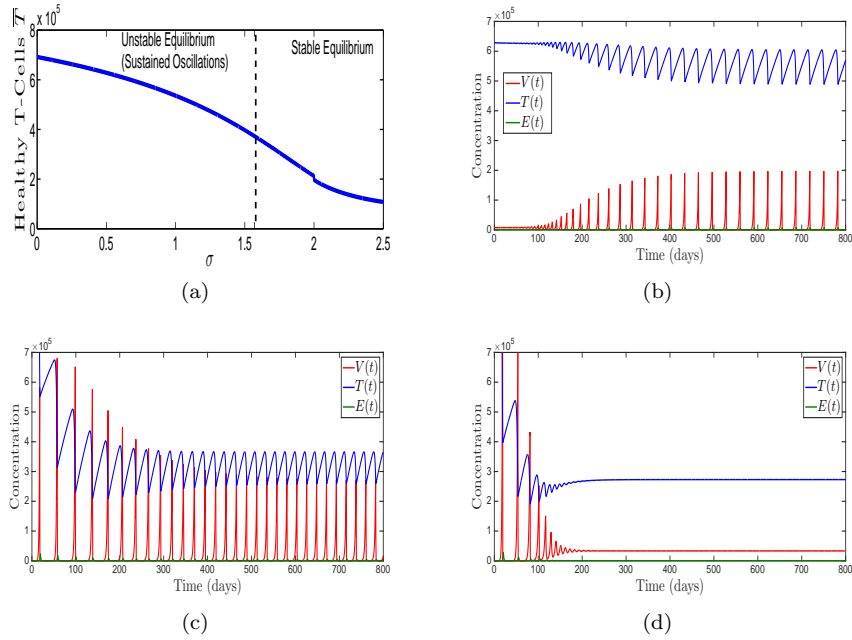 × 10^5
8
6
4
2
0
Healthy T-Cells T̅
Unstable Equilibrium
(Sustained Oscillations)
Stable Equilibrium
0 0.5 1 1.5 2 2.5
σ
(a)
× 10^5
7
6
5
4
3
2
1
0
Concentration
V(t)
T(t)
E(t)
0 100 200 300 400 500 600 700 800
Time (days)
(b)
× 10^5
7
6
5
4
3
2
1
0
Concentration
V(t)
T(t)
E(t)
0 100 200 300 400 500 600 700 800
Time (days)
(c)
× 10^5
7
6
5
4
3
2
1
0
Concentration
V(t)
T(t)
E(t)
0 100 200 300 400 500 600 700 800
Time (days)
(d)